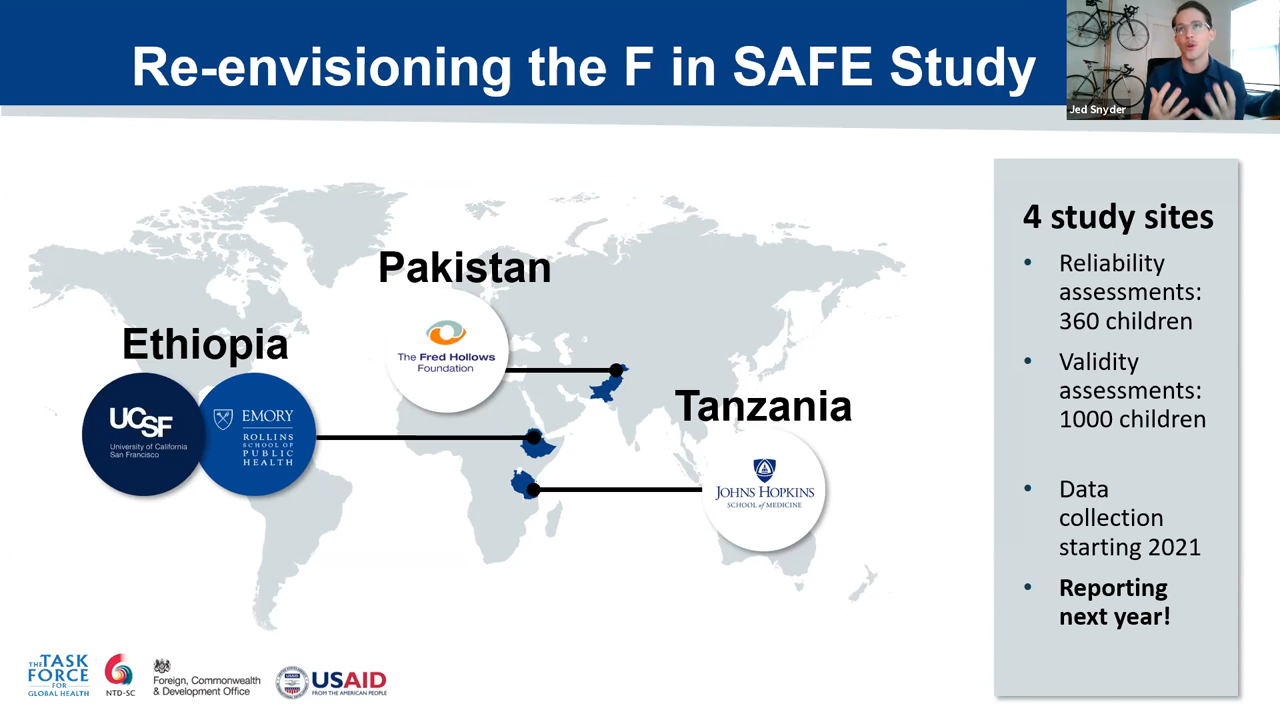 Re-envisioning the F in SAFE Study
Jed Snyder
Pakistan
The Fred Hollows
Foundation
Ethiopia
UCSF
University of California
San Francisco
EMORY
ROLLINS
SCHOOL OF
PUBLIC
HEALTH
Tanzania
JOHNS HOPKINS
SCHOOL of MEDICINE
4 study sites
• Reliability
assessments:
360 children
• Validity
assessments:
1000 children
• Data
collection
starting 2021
• Reporting
next year!
THE TASK
FORCE
FOR
GLOBAL HEALTH
NTD-SC
Foreign, Commonwealth
& Development Office
USAID
FROM THE AMERICAN PEOPLE